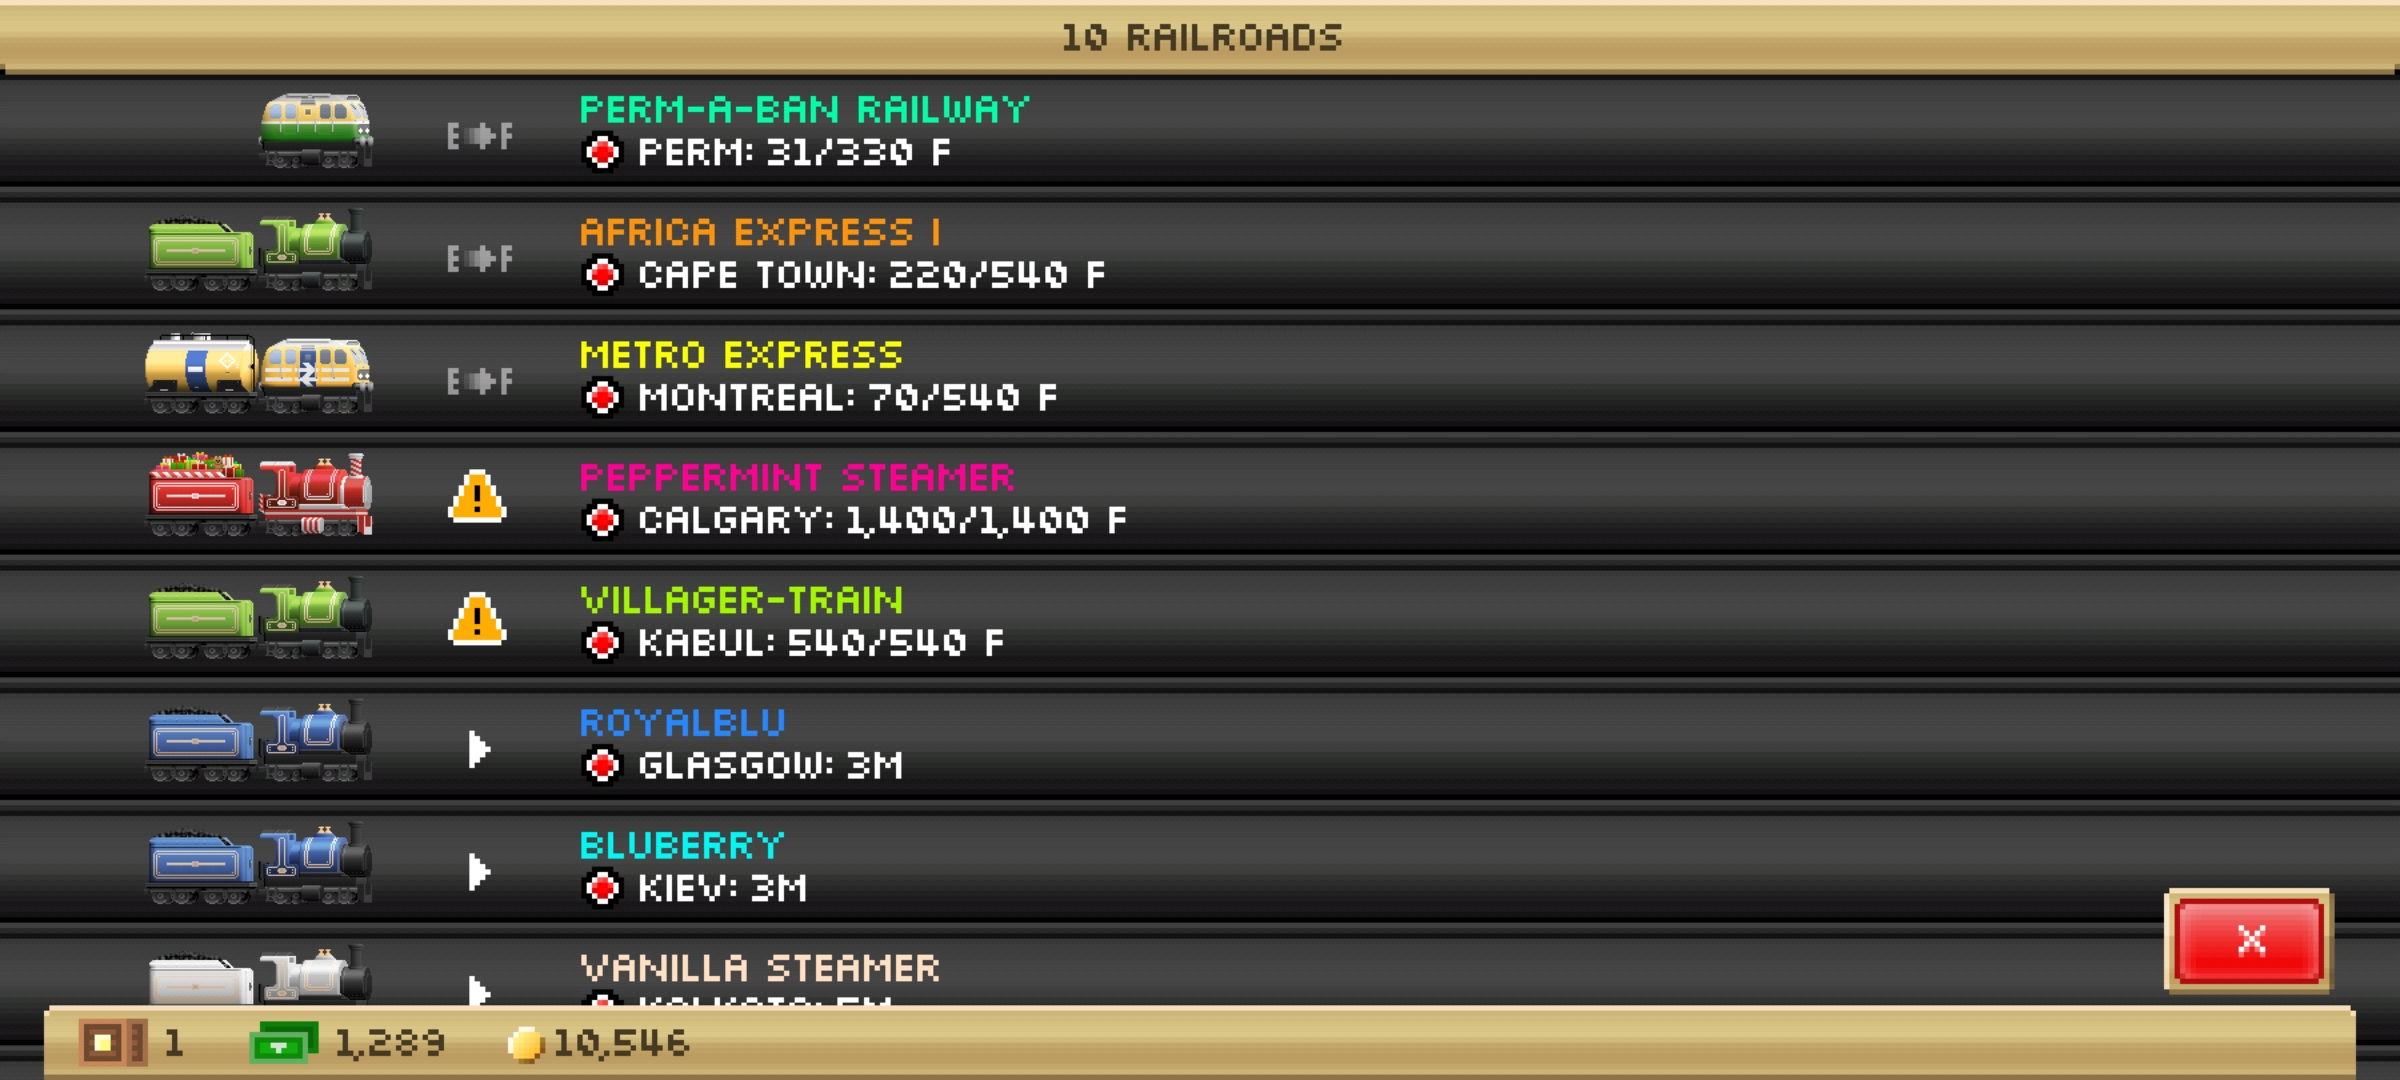 10 RAILROADS
PERM-A-BAN RAILWAY
E F
PERM: 31/330 F
AFRICA EXPRESS I
E F
CAPE TOWN: 220/540 F
METRO EXPRESS
E F
MONTREAL: 70/540 F
PEPPERMINT STEAMER
!
CALGARY: 1,400/1,400 F
VILLAGER-TRAIN
!
KABUL: 540/540 F
ROYALBLU
GLASGOW: 3M
BLUBERRY
KIEV: 3M
VANILLA STEAMER
X
1 1,289 10,546